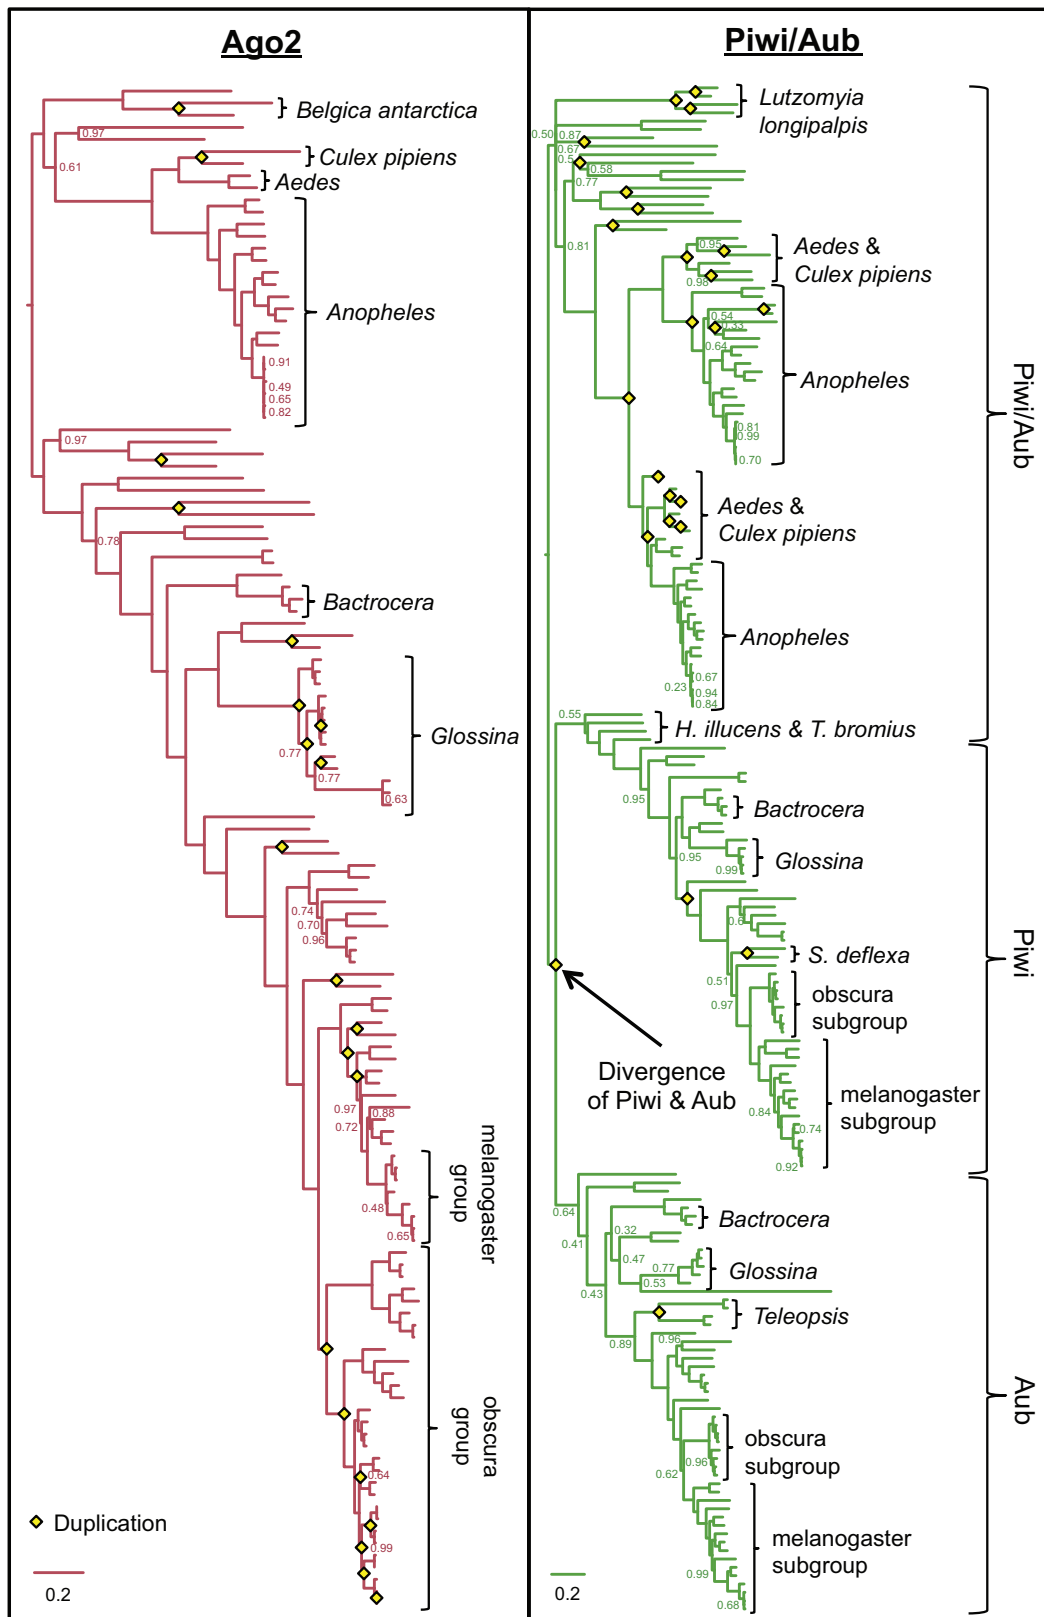 Ago2
Belgica antarctica
0.97
0.61
Culex pipiens
Aedes
Anopheles
0.91
0.49
0.65
0.82
0.97
0.78
Bactrocera
Glossina
0.77
0.77
0.63
0.74
0.70
0.96
0.97
0.88
0.72
melanogaster
group
0.48
0.65
obscura
group
0.64
0.99
Duplication
0.2
Piwi/Aub
Lutzomyia
longipalpis
0.50
0.87
0.67
0.5
0.58
0.77
0.81
0.95
Aedes &
Culex pipiens
0.98
0.54
0.33
0.64
Anopheles
0.81
0.99
0.70
Piwi/Aub
Aedes &
Culex pipiens
Anopheles
0.67
0.23
0.94
0.84
0.55
H. illucens & T. bromius
0.95
Bactrocera
0.95
Glossina
0.99
Piwi
0.6
S. deflexa
0.51
0.97
obscura
subgroup
Divergence
of Piwi & Aub
melanogaster
subgroup
0.84
0.74
0.92
0.64
Bactrocera
0.32
0.41
0.47
0.77
Glossina
0.53
0.43
Teleopsis
0.89
0.96
Aub
obscura
subgroup
0.96
0.62
melanogaster
subgroup
0.99
0.68
0.2